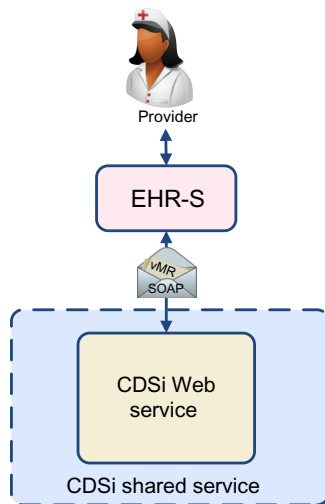 Provider
EHR-S
vMR
SOAP
CDSi Web
service
CDSi shared service